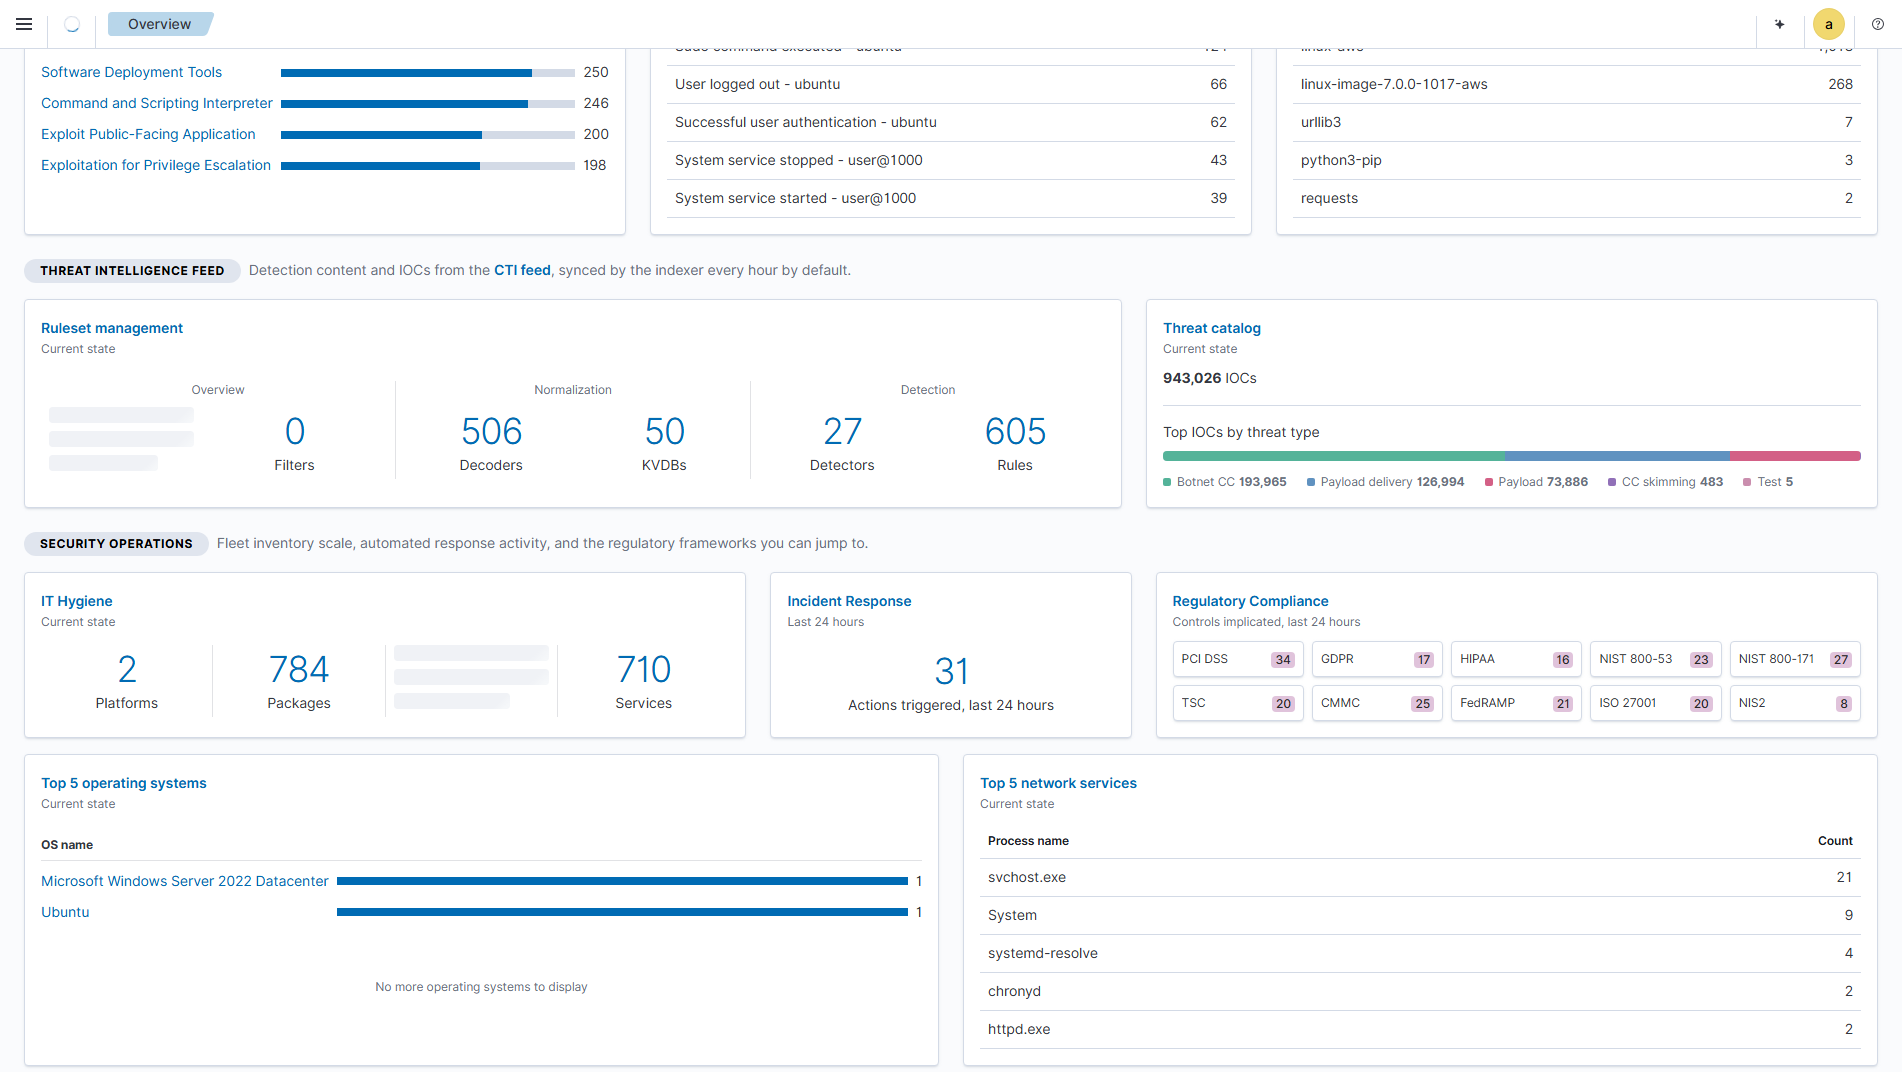 Overview
a
Software Deployment Tools 250
Command and Scripting Interpreter 246
Exploit Public-Facing Application 200
Exploitation for Privilege Escalation 198
User logged out - ubuntu 66
Successful user authentication - ubuntu 62
System service stopped - user@1000 43
System service started - user@1000 39
linux-image-7.0.0-1017-aws 268
urllib3 7
python3-pip 3
requests 2
THREAT INTELLIGENCE FEED Detection content and IOCs from the CTI feed, synced by the indexer every hour by default.
Ruleset management
Current state
Overview
0
Filters
Normalization
506 50
Decoders KVDBs
Detection
27 605
Detectors Rules
Threat catalog
Current state
943,026 IOCs
Top IOCs by threat type
Botnet CC 193,965 Payload delivery 126,994 Payload 73,886 CC skimming 483 Test 5
SECURITY OPERATIONS Fleet inventory scale, automated response activity, and the regulatory frameworks you can jump to.
IT Hygiene
Current state
2 784 710
Platforms Packages Services
Incident Response
Last 24 hours
31
Actions triggered, last 24 hours
Regulatory Compliance
Controls implicated, last 24 hours
PCI DSS 34 GDPR 17 HIPAA 16 NIST 800-53 23 NIST 800-171 27
TSC 20 CMMC 25 FedRAMP 21 ISO 27001 20 NIS2 8
Top 5 operating systems
Current state
OS name
Microsoft Windows Server 2022 Datacenter 1
Ubuntu 1
No more operating systems to display
Top 5 network services
Current state
Process name Count
svchost.exe 21
System 9
systemd-resolve 4
chronyd 2
httpd.exe 2